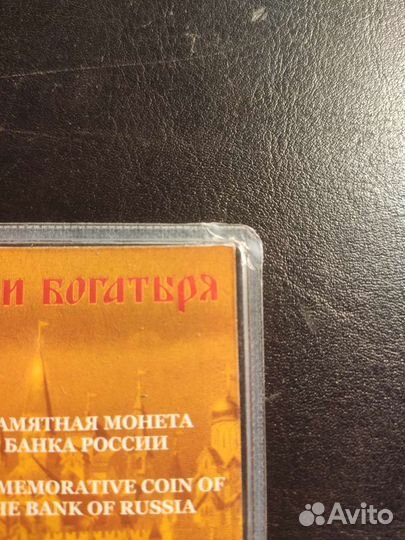 и богатыря
АМЯТНАЯ МОНЕТА
БАНКА РОССИИ
MEMORATIVE COIN OF
HE BANK OF RUSSIA
Avito